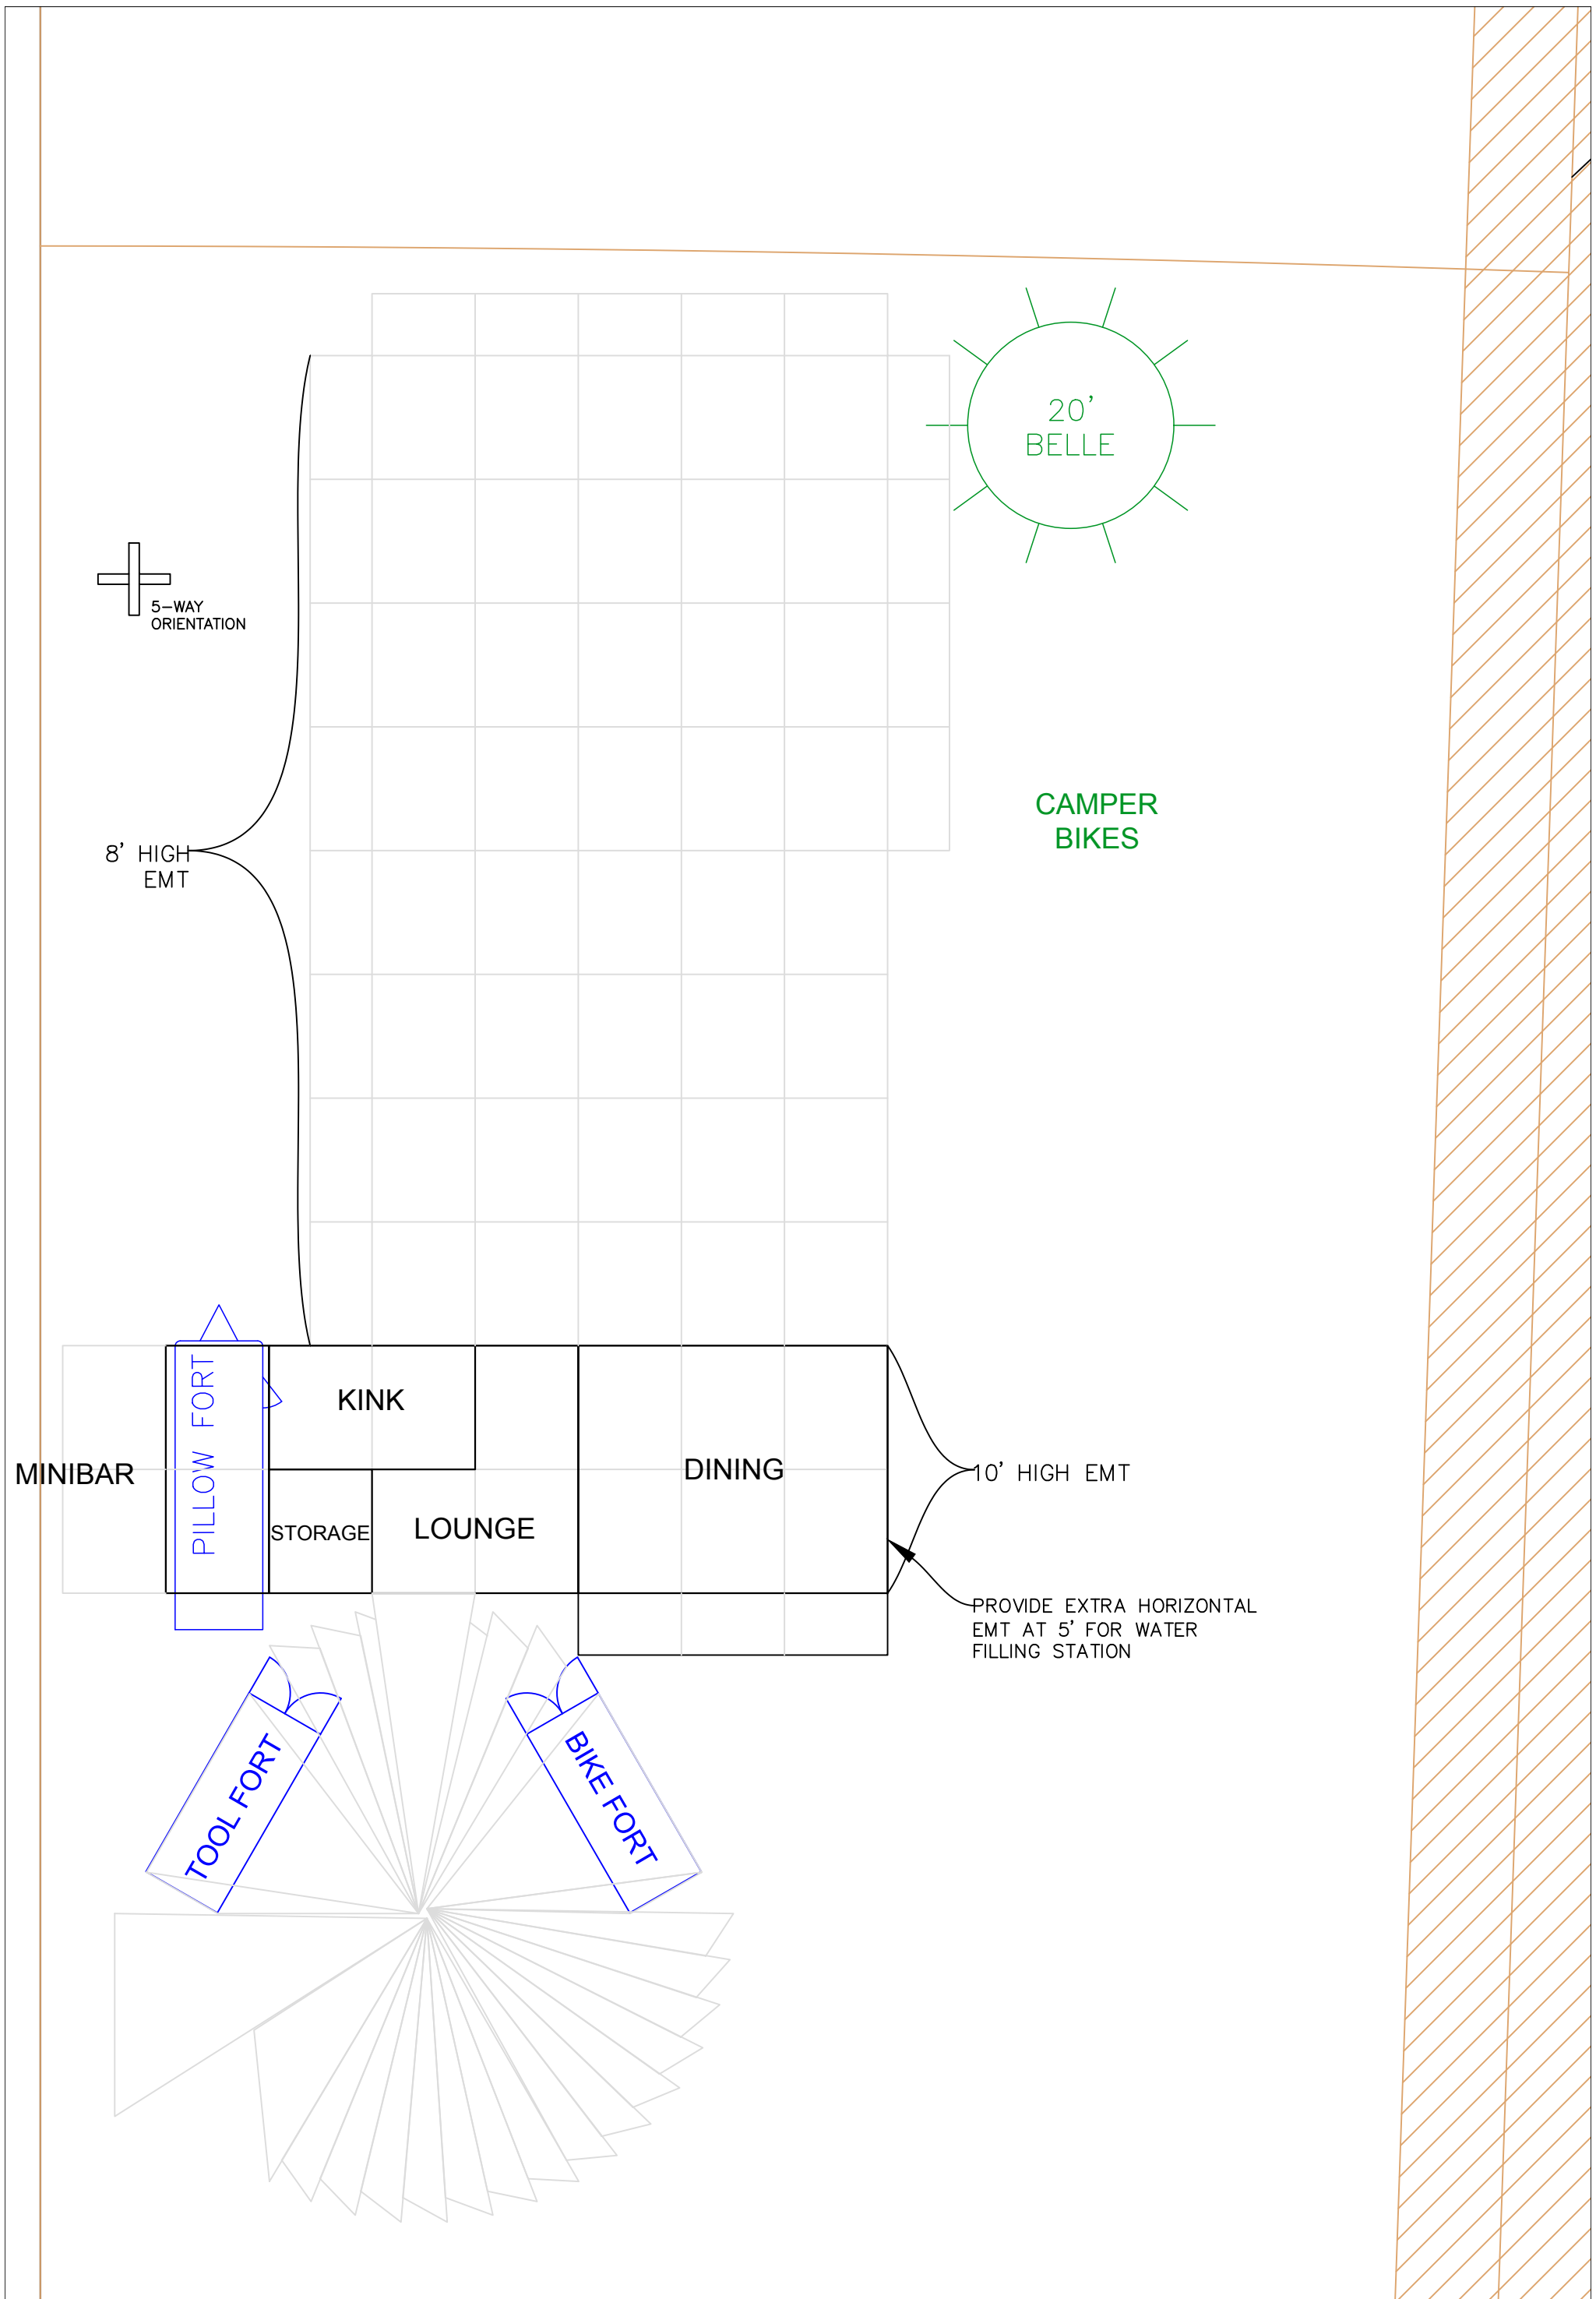 20'
BELLE
5-WAY
ORIENTATION
CAMPER
BIKES
8' HIGH
EMT
KINK
PILLOW FORT
MINIBAR
DINING
10' HIGH EMT
STORAGE
LOUNGE
PROVIDE EXTRA HORIZONTAL
EMT AT 5' FOR WATER
FILLING STATION
TOOL FORT
BIKE FORT